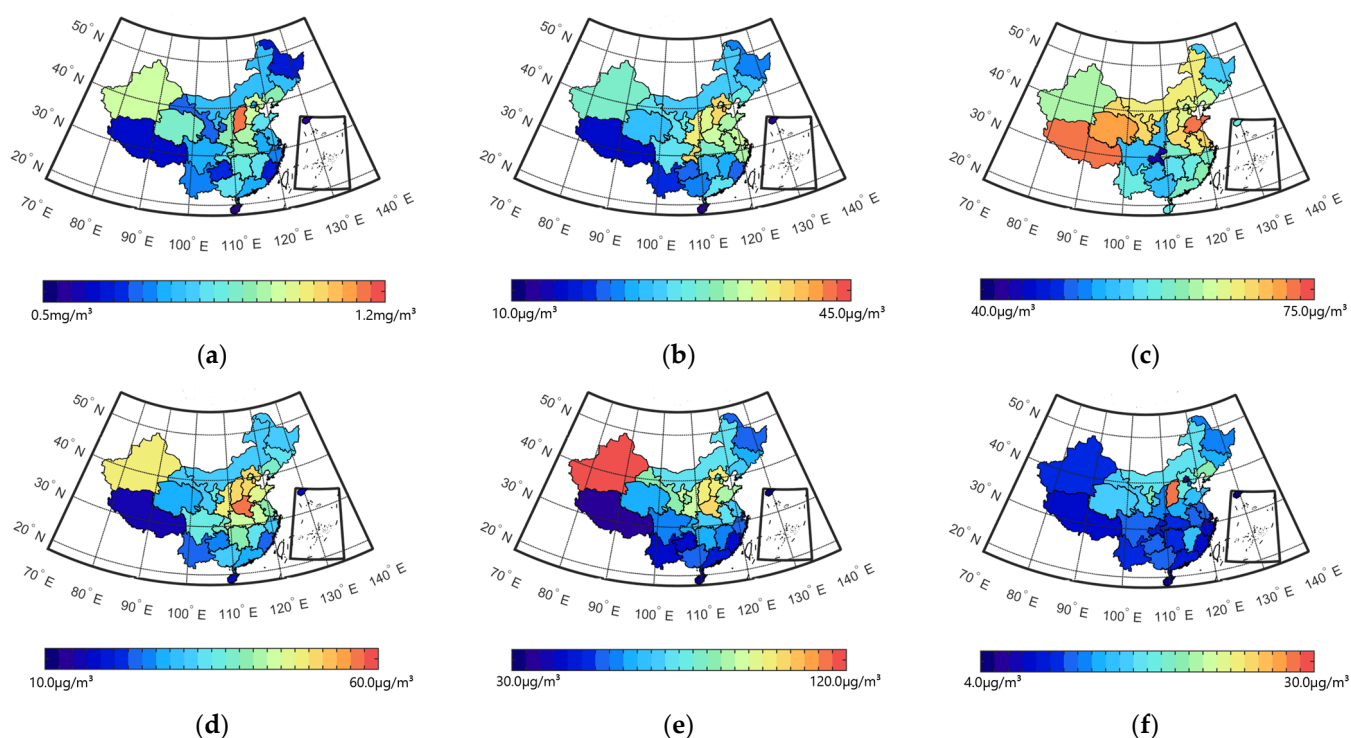 50° N
40° N
30° N
20° N
70° E
80° E
90° E
100° E
110° E
120° E
130° E
140° E
0.5mg/m³ 1.2mg/m³
(a)
50° N
40° N
30° N
20° N
70° E
80° E
90° E
100° E
110° E
120° E
130° E
140° E
10.0μg/m³ 45.0μg/m³
(b)
50° N
40° N
30° N
20° N
70° E
80° E
90° E
100° E
110° E
120° E
130° E
140° E
40.0μg/m³ 75.0μg/m³
(c)
50° N
40° N
30° N
20° N
70° E
80° E
90° E
100° E
110° E
120° E
130° E
140° E
10.0μg/m³ 60.0μg/m³
(d)
50° N
40° N
30° N
20° N
70° E
80° E
90° E
100° E
110° E
120° E
130° E
140° E
30.0μg/m³ 120.0μg/m³
(e)
50° N
40° N
30° N
20° N
70° E
80° E
90° E
100° E
110° E
120° E
130° E
140° E
4.0μg/m³ 30.0μg/m³
(f)